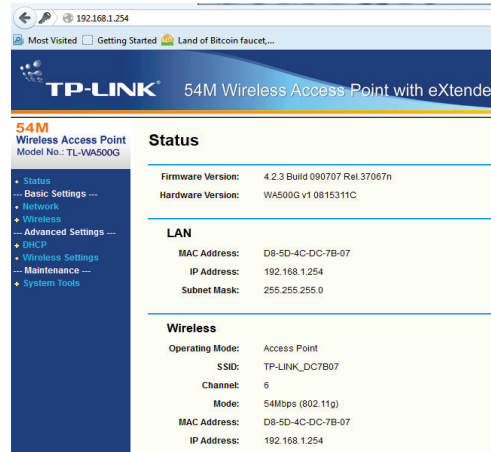 192.168.1.254
Most Visited Getting Started Land of Bitcoin faucet,...
TP-LINK®
54M Wireless Access Point with eXtende
54M
Wireless Access Point
Model No.: TL-WA500G
Status
--- Basic Settings ---
Network
Wireless
--- Advanced Settings ---
DHCP
Wireless Settings
--- Maintenance ---
System Tools
Status
Firmware Version: 4.2.3 Build 090707 Rel.37067n
Hardware Version: WA500G v1 0815311C
LAN
MAC Address: D8-5D-4C-DC-7B-07
IP Address: 192.168.1.254
Subnet Mask: 255.255.255.0
Wireless
Operating Mode: Access Point
SSID: TP-LINK_DC7B07
Channel: 6
Mode: 54Mbps (802.11g)
MAC Address: D8-5D-4C-DC-7B-07
IP Address: 192.168.1.254